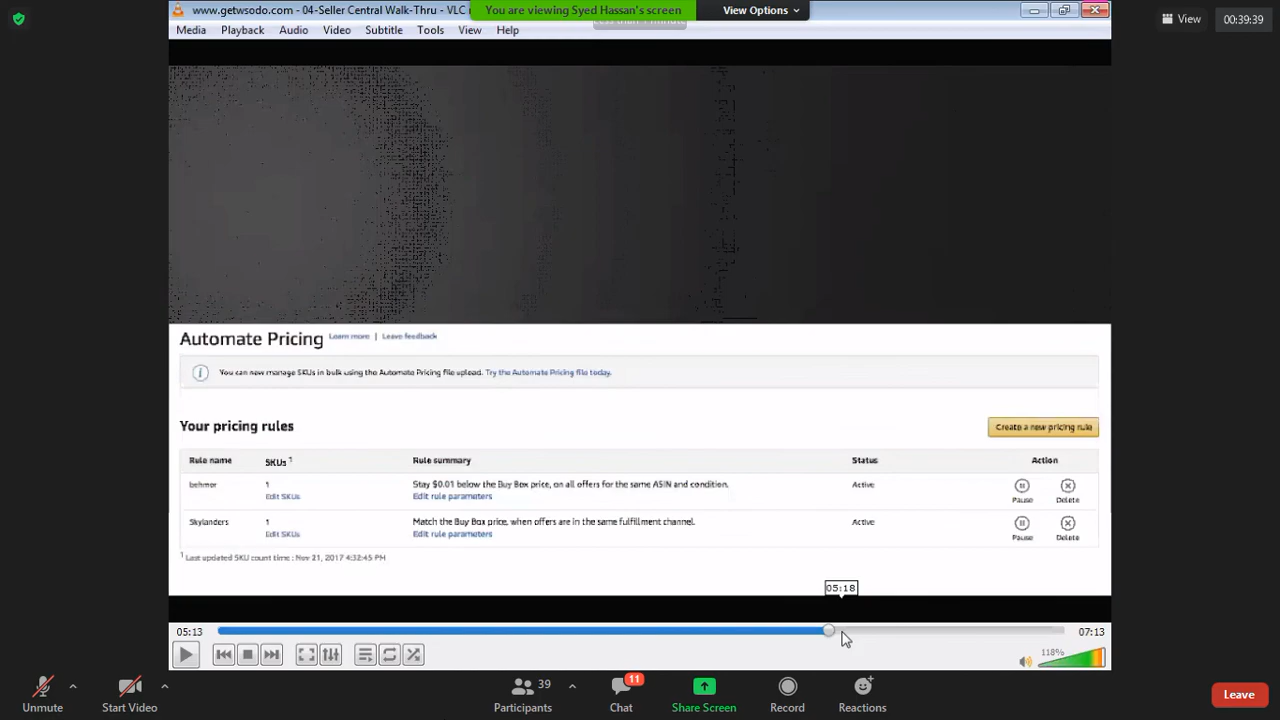 www.getwsodo.com - 04-Seller Central Walk-Thru - VLC
You are viewing Syed Hassan's screen
View Options
View
00:39:39
Media Playback Audio Video Subtitle Tools View Help
Automate Pricing Learn more | Leave feedback
You can now manage SKUs in bulk using the Automate Pricing file upload. Try the Automate Pricing file today.
Your pricing rules
Create a new pricing rule
Rule name SKUs 1 Rule summary Status Action
behmor 1 Stay $0.01 below the Buy Box price, on all offers for the same ASIN and condition. Active
Edit SKUs Edit rule parameters Pause Delete
Skylanders 1 Match the Buy Box price, when offers are in the same fulfillment channel. Active
Edit SKUs Edit rule parameters Pause Delete
1 Last updated SKU count time : Nov 21, 2017 4:32:45 PM
05:18
05:13 07:13
118%
39
11
Unmute Start Video Participants Chat Share Screen Record Reactions Leave